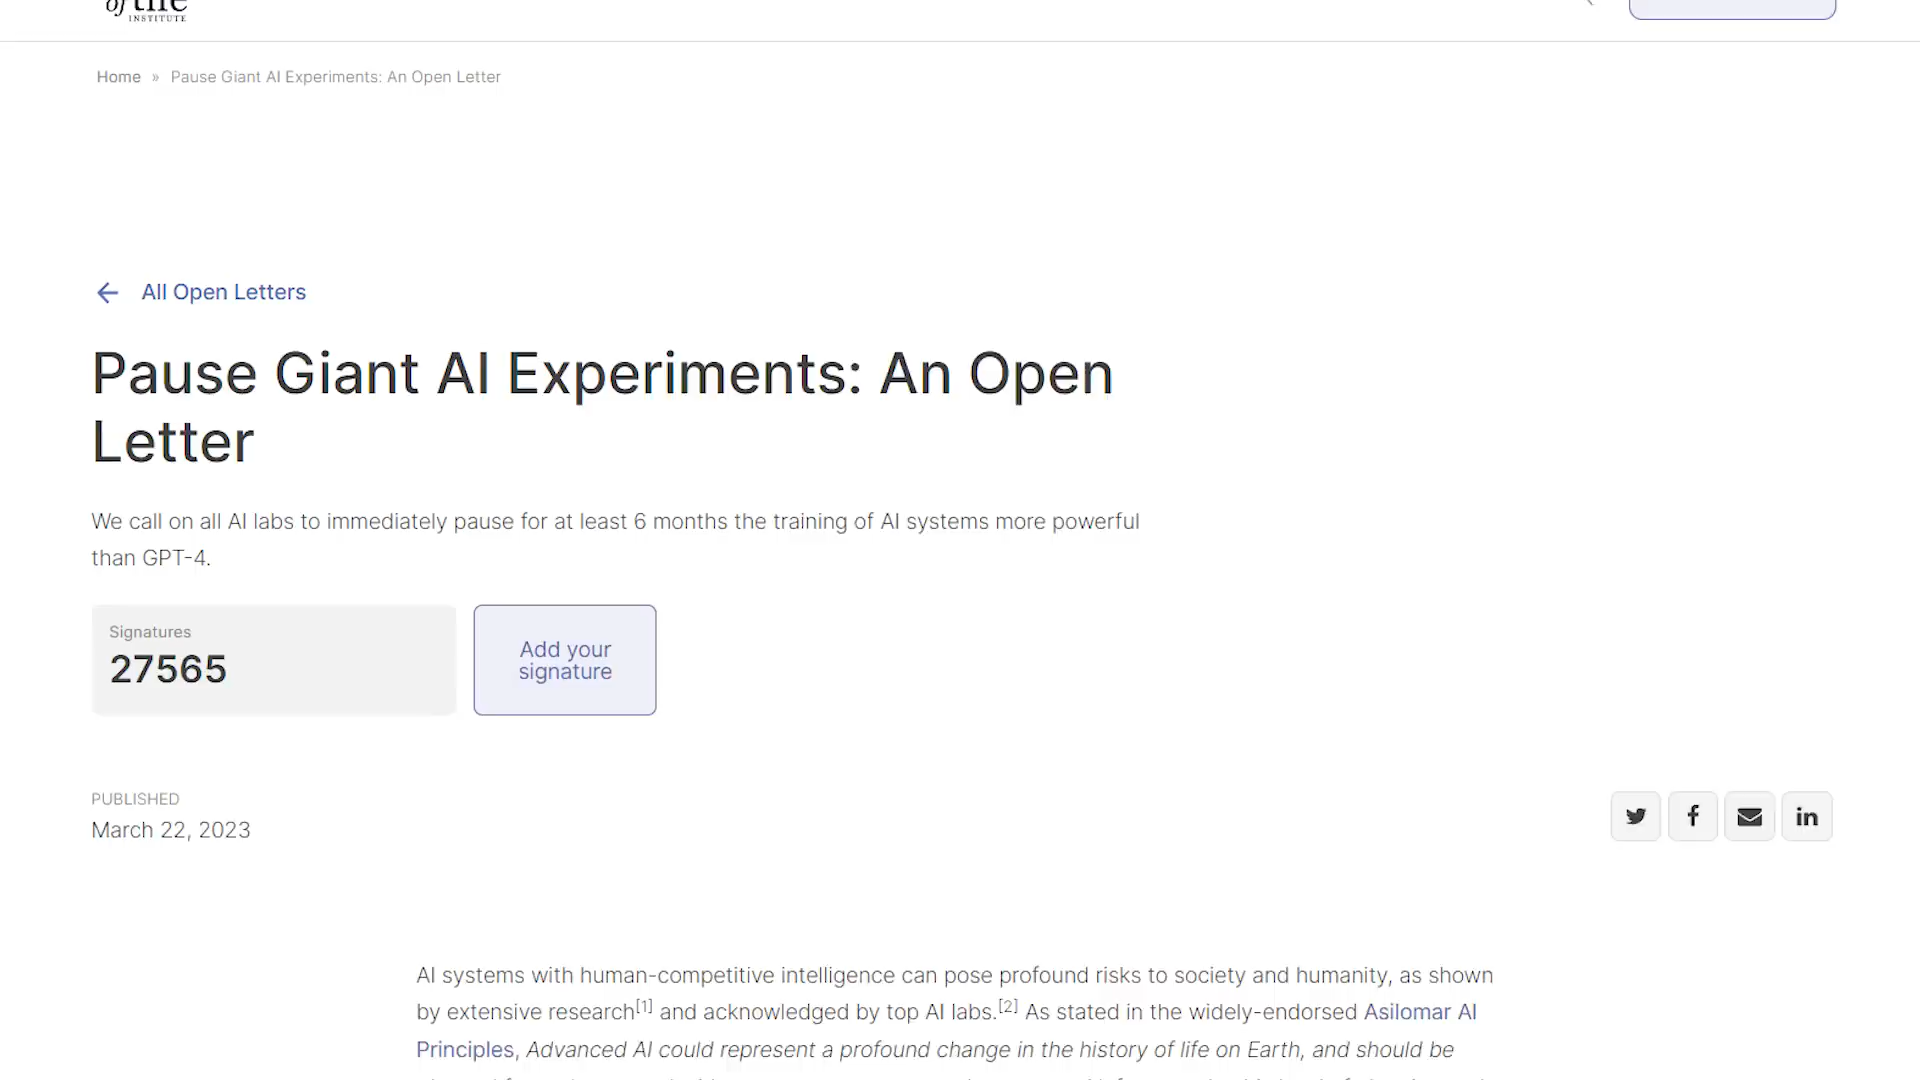 of the
INSTITUTE
Home » Pause Giant AI Experiments: An Open Letter
All Open Letters
Pause Giant AI Experiments: An Open
Letter
We call on all AI labs to immediately pause for at least 6 months the training of AI systems more powerful
than GPT-4.
Signatures
27565
Add your
signature
PUBLISHED
March 22, 2023
AI systems with human-competitive intelligence can pose profound risks to society and humanity, as shown
by extensive research[1] and acknowledged by top AI labs.[2] As stated in the widely-endorsed Asilomar AI
Principles, Advanced AI could represent a profound change in the history of life on Earth, and should be